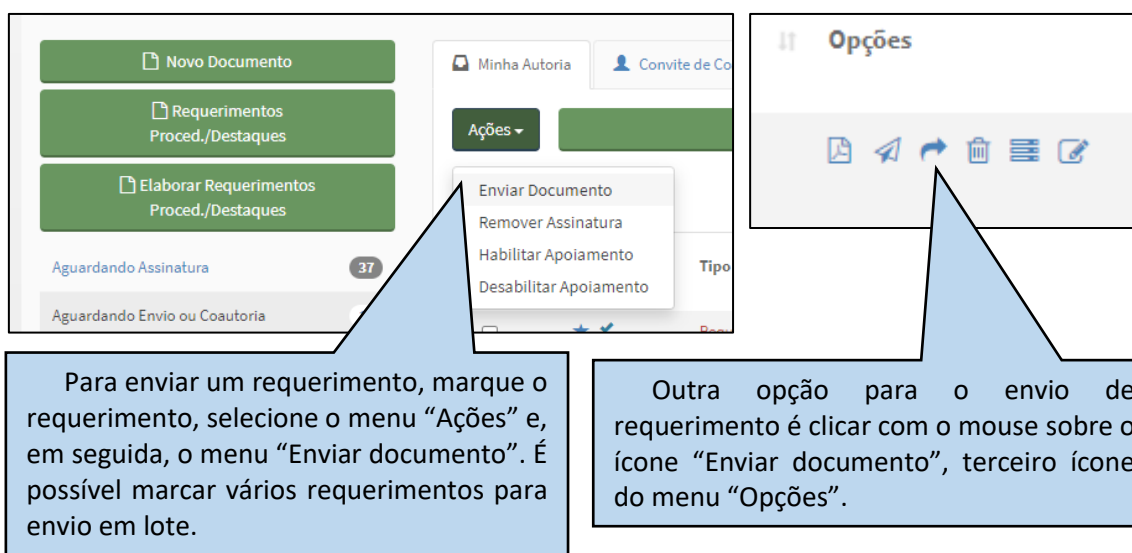 Novo Documento
Requerimentos
Proced./Destaques
Elaborar Requerimentos
Proced./Destaques
Aguardando Assinatura 37
Aguardando Envio ou Coautoria
Minha Autoria Convite de Co
Ações
Enviar Documento
Remover Assinatura
Habilitar Apoiamento
Desabilitar Apoiamento
Tipo
Opções
Para enviar um requerimento, marque o
requerimento, selecione o menu “Ações” e,
em seguida, o menu “Enviar documento”. É
possível marcar vários requerimentos para
envio em lote.
Outra opção para o envio de
requerimento é clicar com o mouse sobre o
ícone “Enviar documento”, terceiro ícone
do menu “Opções”.